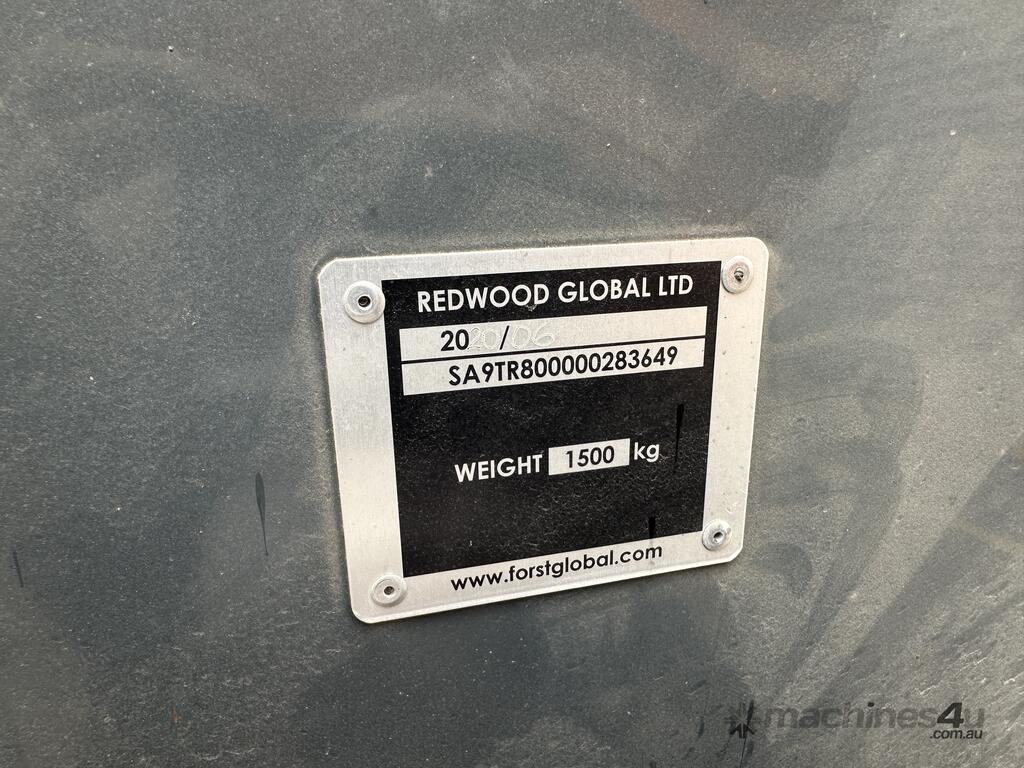 REDWOOD GLOBAL LTD
2020/06
SA9TR800000283649
WEIGHT 1500 kg
www.forstglobal.com
machines4u
.com.au